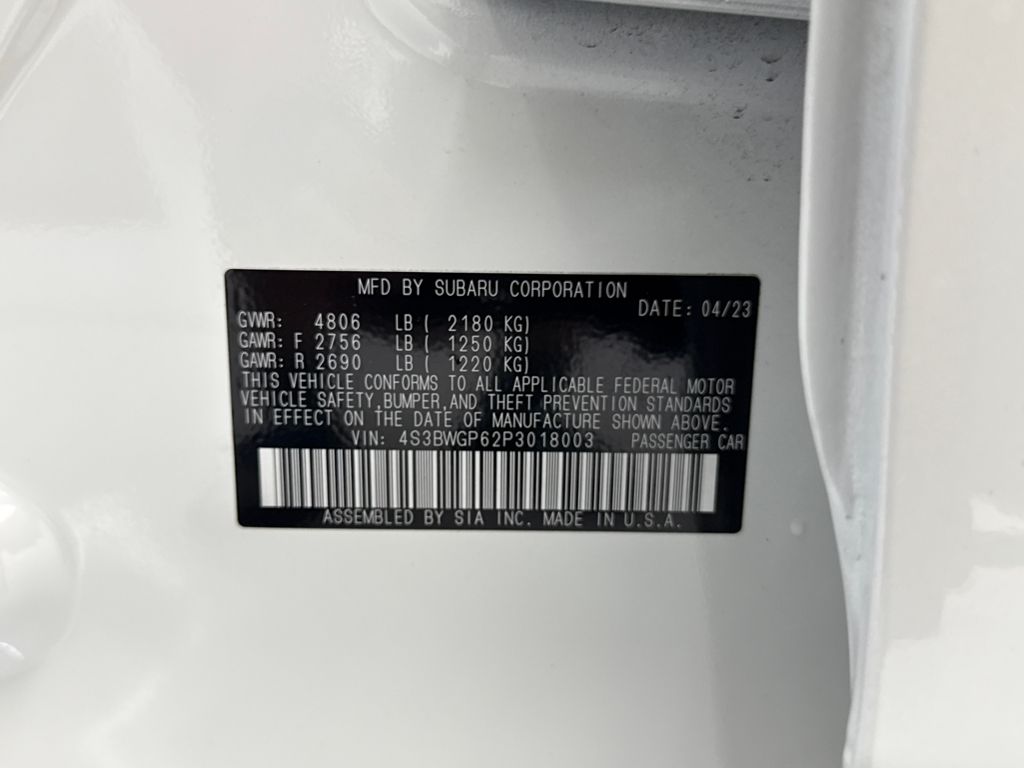 MFD BY SUBARU CORPORATION
DATE: 04/23
GVWR: 4806 LB ( 2180 KG)
GAWR: F 2756 LB ( 1250 KG)
GAWR: R 2690 LB ( 1220 KG)
THIS VEHICLE CONFORMS TO ALL APPLICABLE FEDERAL MOTOR
VEHICLE SAFETY,BUMPER,AND THEFT PREVENTION STANDARDS
IN EFFECT ON THE DATE OF MANUFACTURE SHOWN ABOVE.
VIN: 4S3BWGP62P3018003 PASSENGER CAR
ASSEMBLED BY SIA INC. MADE IN U.S.A.